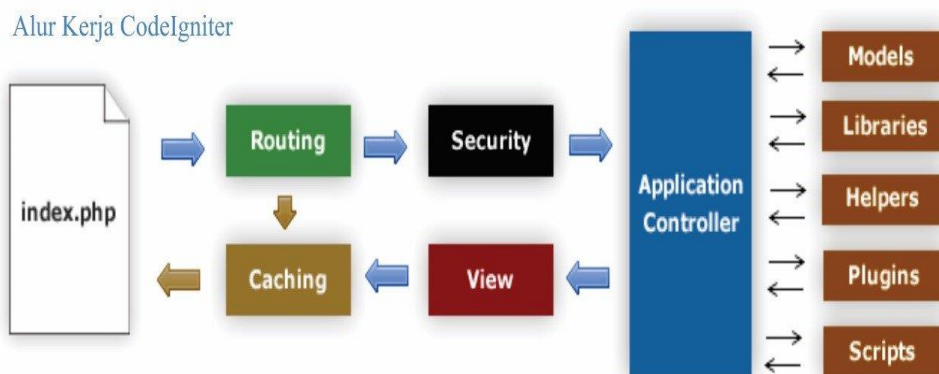 Alur Kerja CodeIgniter
index.php
Routing
Security
Caching
View
Application
Controller
Models
Libraries
Helpers
Plugins
Scripts